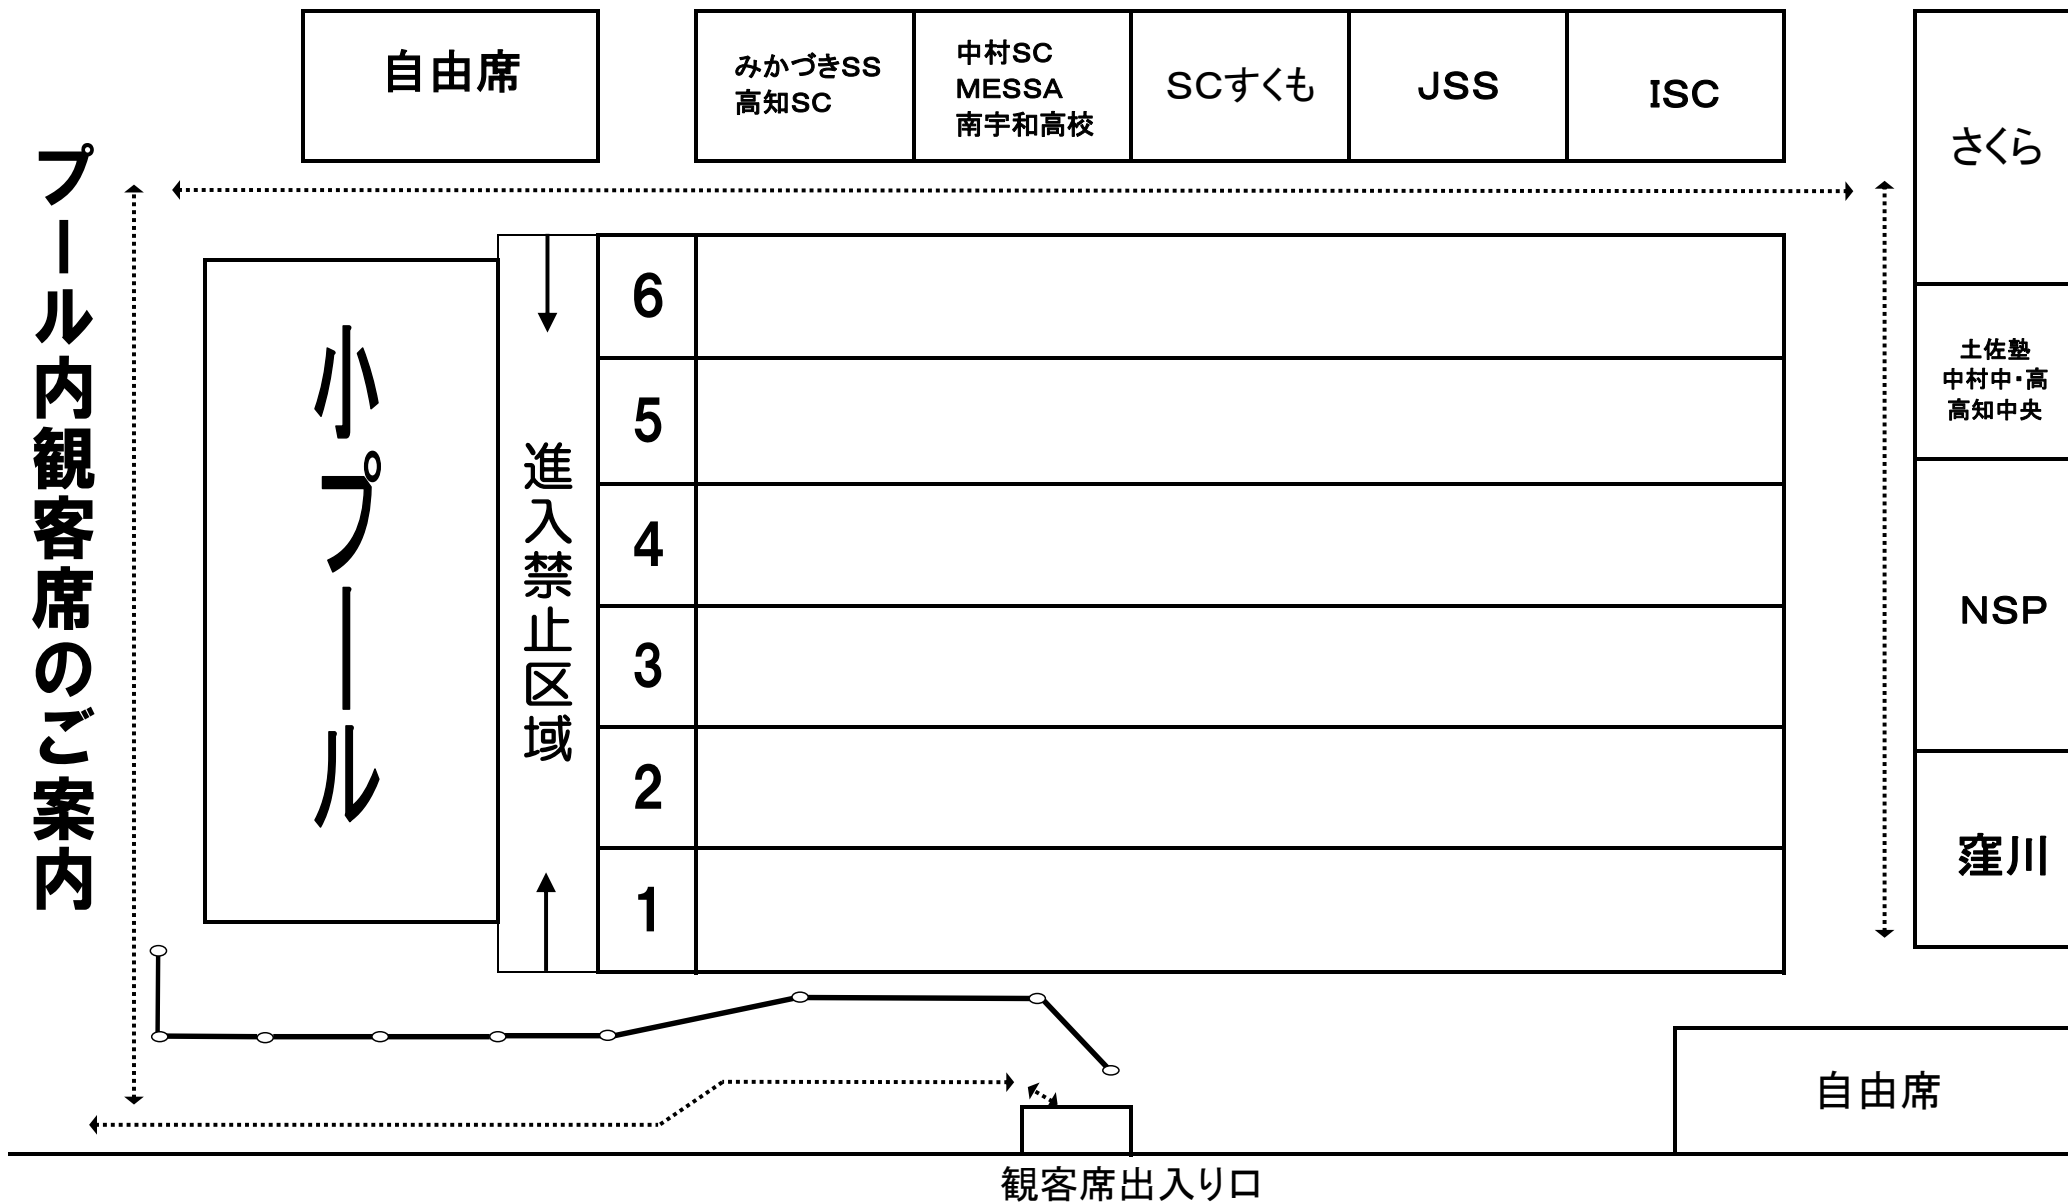 プール内観客席のご案内
自由席
みかづきSS
高知SC
中村SC
MESSA
南宇和高校
SCすくも
JSS
ISC
さくら
土佐塾
中村中・高
高知中央
NSP
窪川
小プール
進入禁止区域
6
5
4
3
2
1
自由席
観客席出入り口